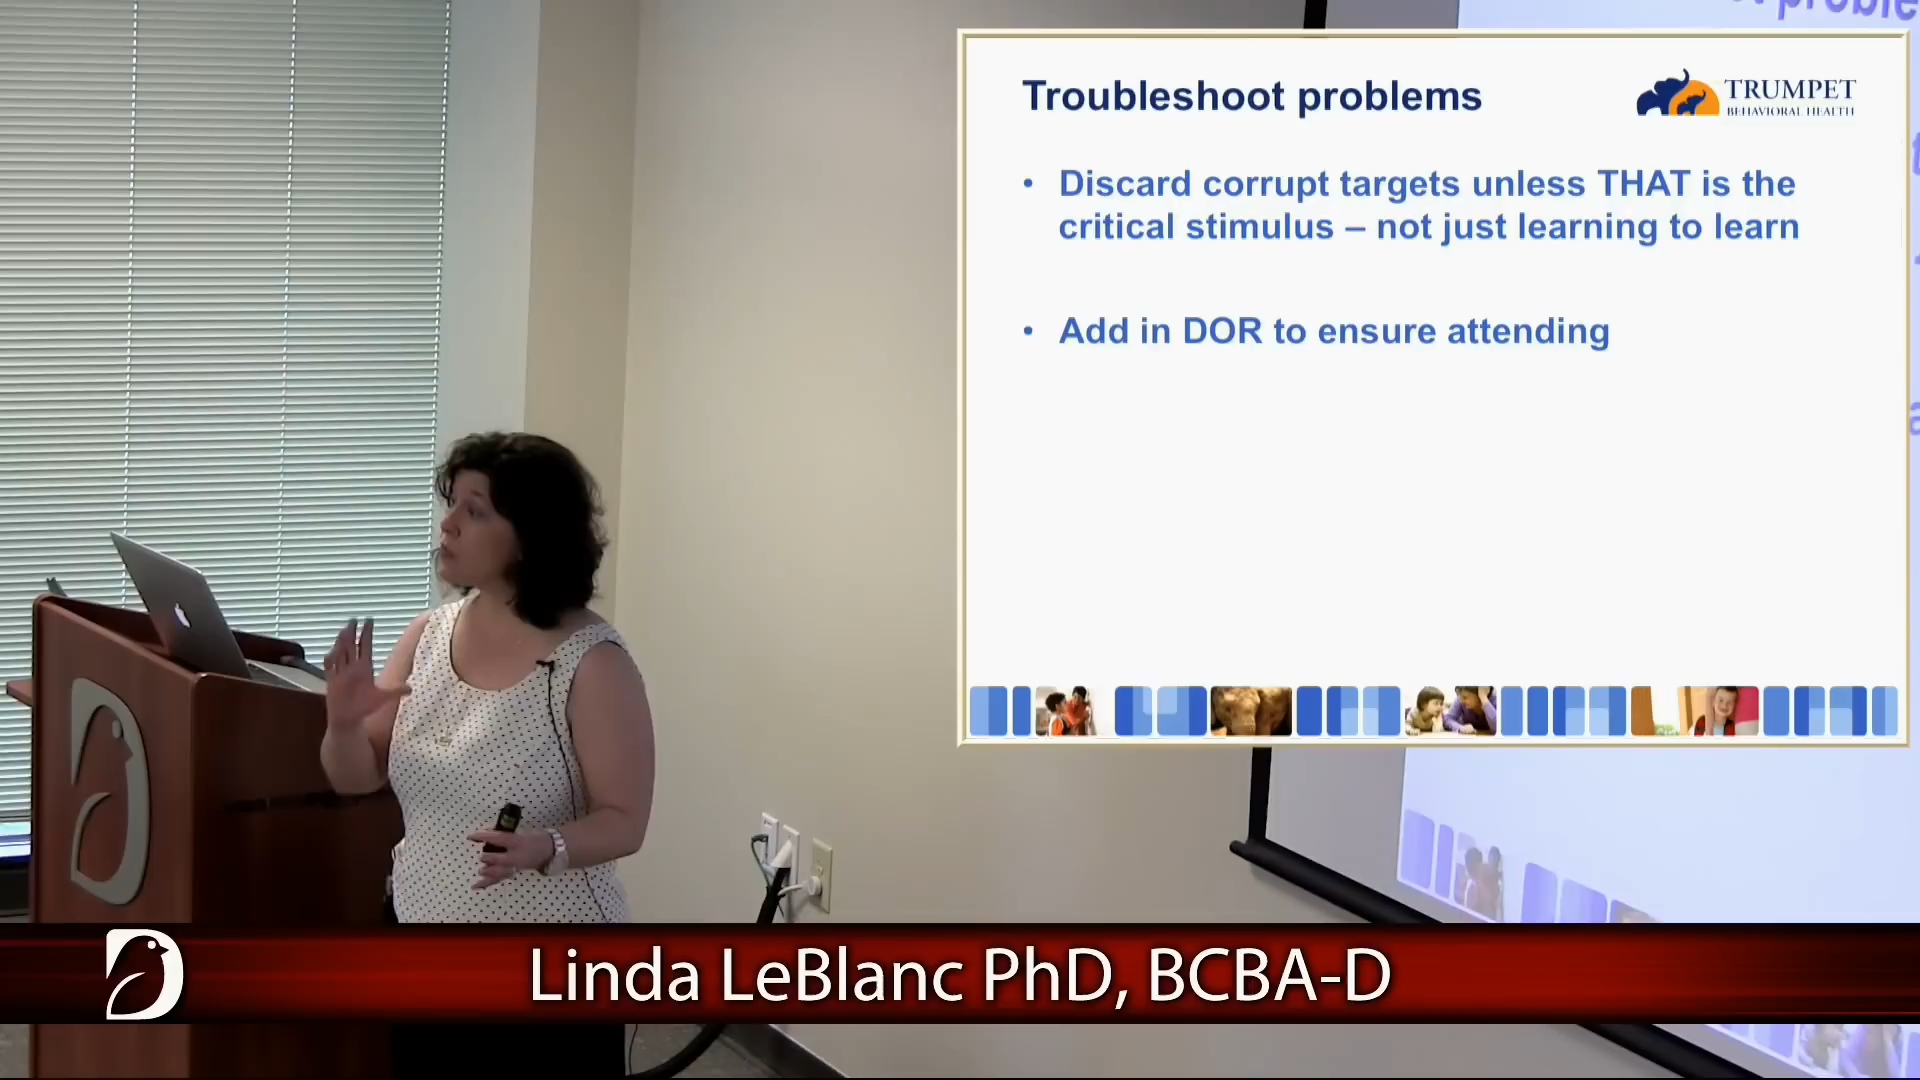 Troubleshoot problems
TRUMPET
BEHAVIORAL HEALTH
• Discard corrupt targets unless THAT is the
critical stimulus – not just learning to learn
• Add in DOR to ensure attending
Linda LeBlanc PhD, BCBA-D